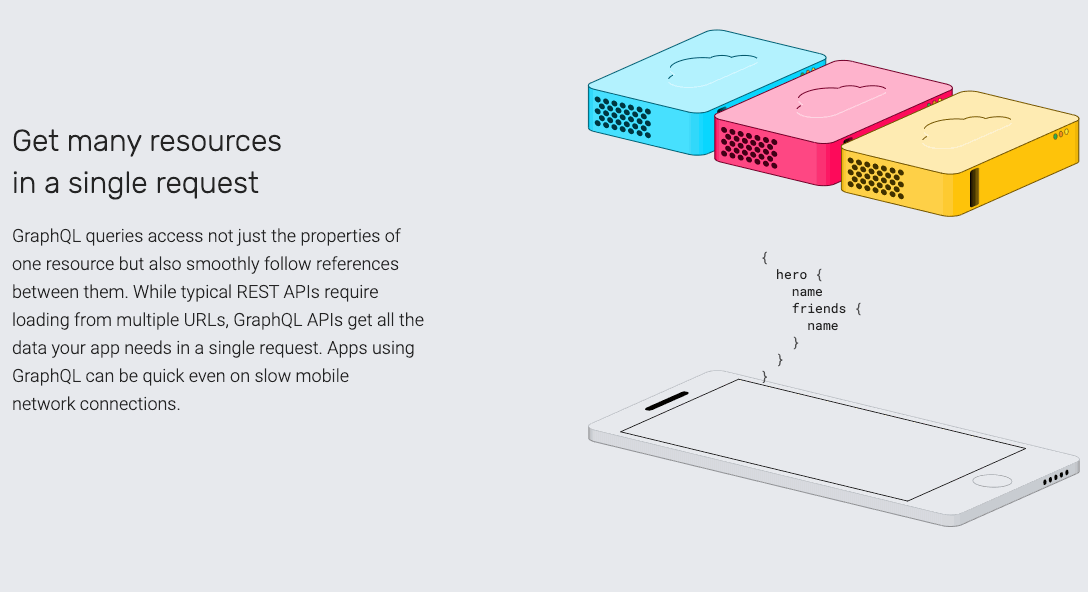 Get many resources
in a single request
GraphQL queries access not just the properties of
one resource but also smoothly follow references
between them. While typical REST APIs require
loading from multiple URLs, GraphQL APIs get all the
data your app needs in a single request. Apps using
GraphQL can be quick even on slow mobile
network connections.
{
  hero {
    name
    friends {
      name
    }
  }
}